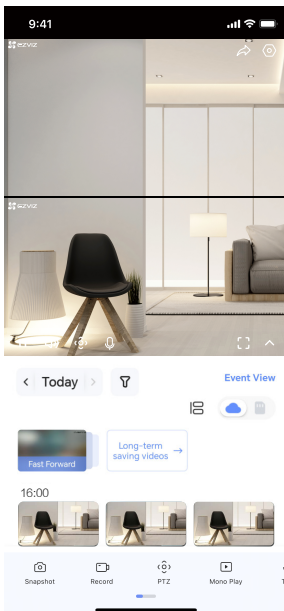 9:41
ezviz
ezviz
Today
Event View
Fast Forward
Long-term
saving videos
16:00
Snapshot
Record
PTZ
Mono Play